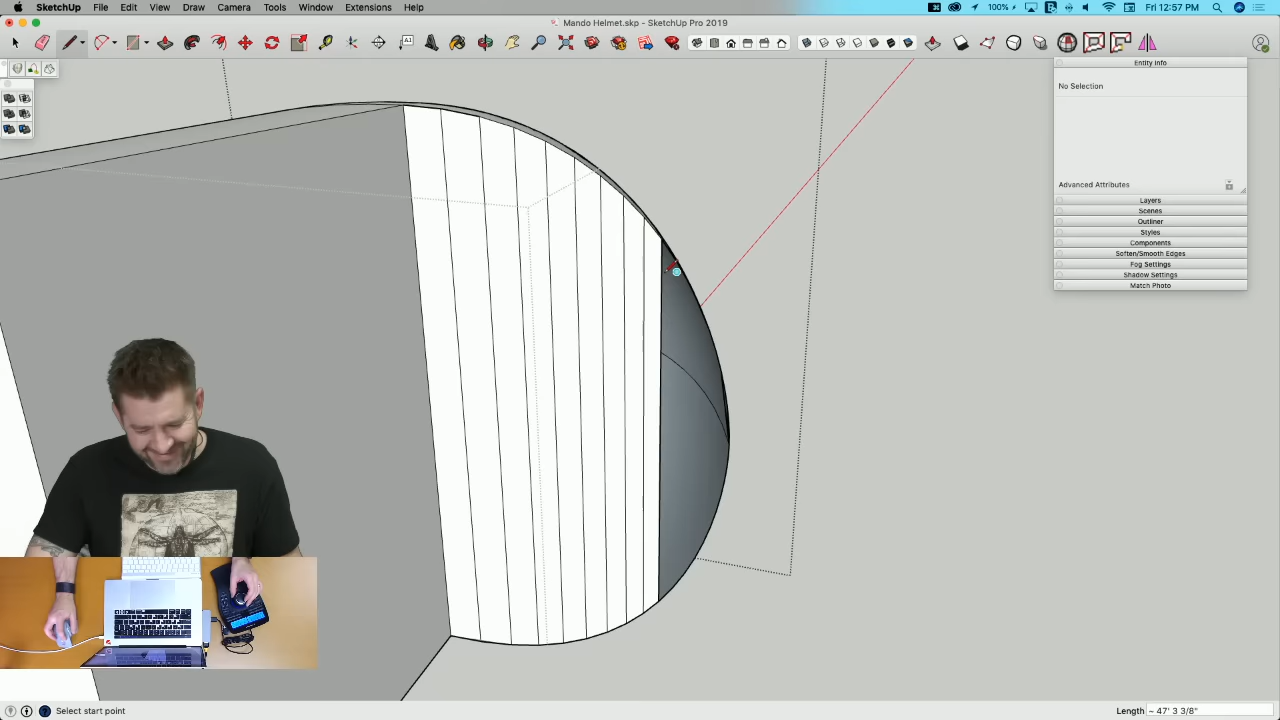 SketchUp File Edit View Draw Camera Tools Window Extensions Help
100% Fri 12:57 PM
Mando Helmet.skp - SketchUp Pro 2019
Entity Info
No Selection
Advanced Attributes
Layers
Scenes
Outliner
Styles
Components
Soften/Smooth Edges
Fog Settings
Shadow Settings
Match Photo
Select start point
Length ~ 47' 3 3/8"